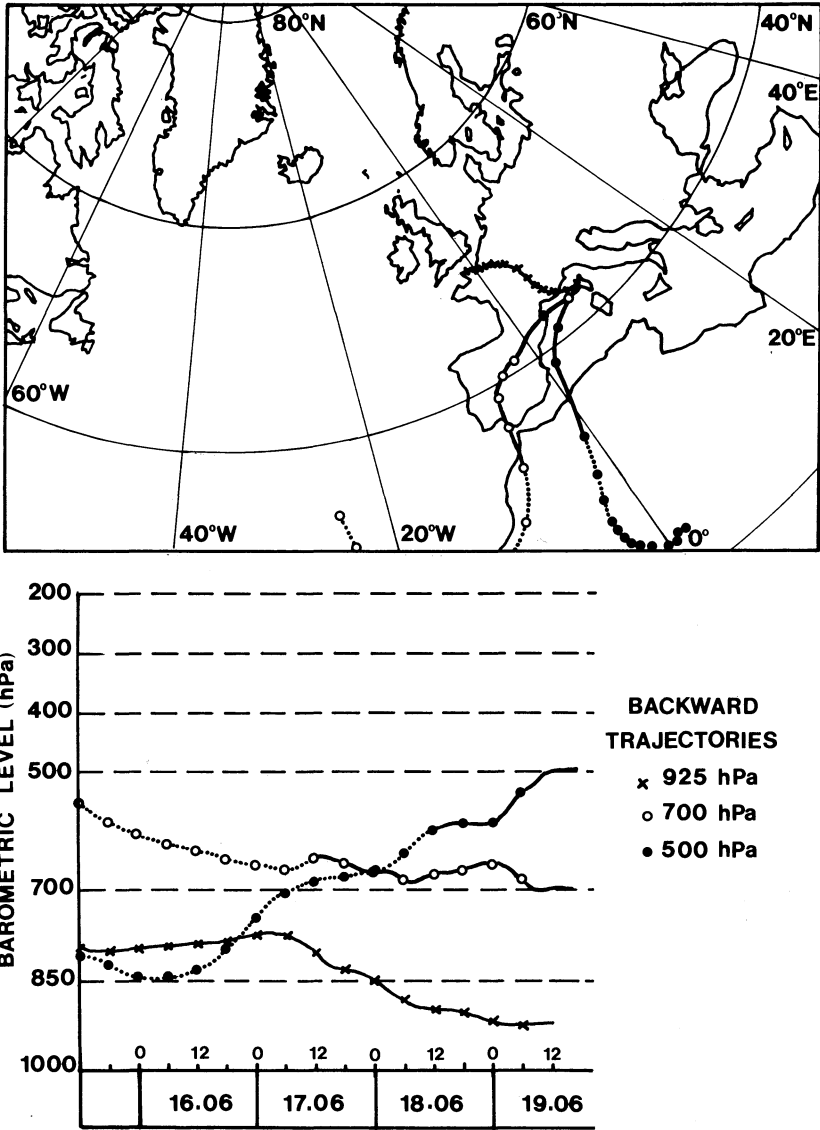 80°N
60°N
40°N
40°E
20°E
60°W
40°W
20°W
0°
BAROMETRIC LEVEL (hPa)
200
300
400
500
700
850
1000
BACKWARD
TRAJECTORIES
x 925 hPa
o 700 hPa
• 500 hPa
0 12 0 12 0 12 0 12
16.06 17.06 18.06 19.06